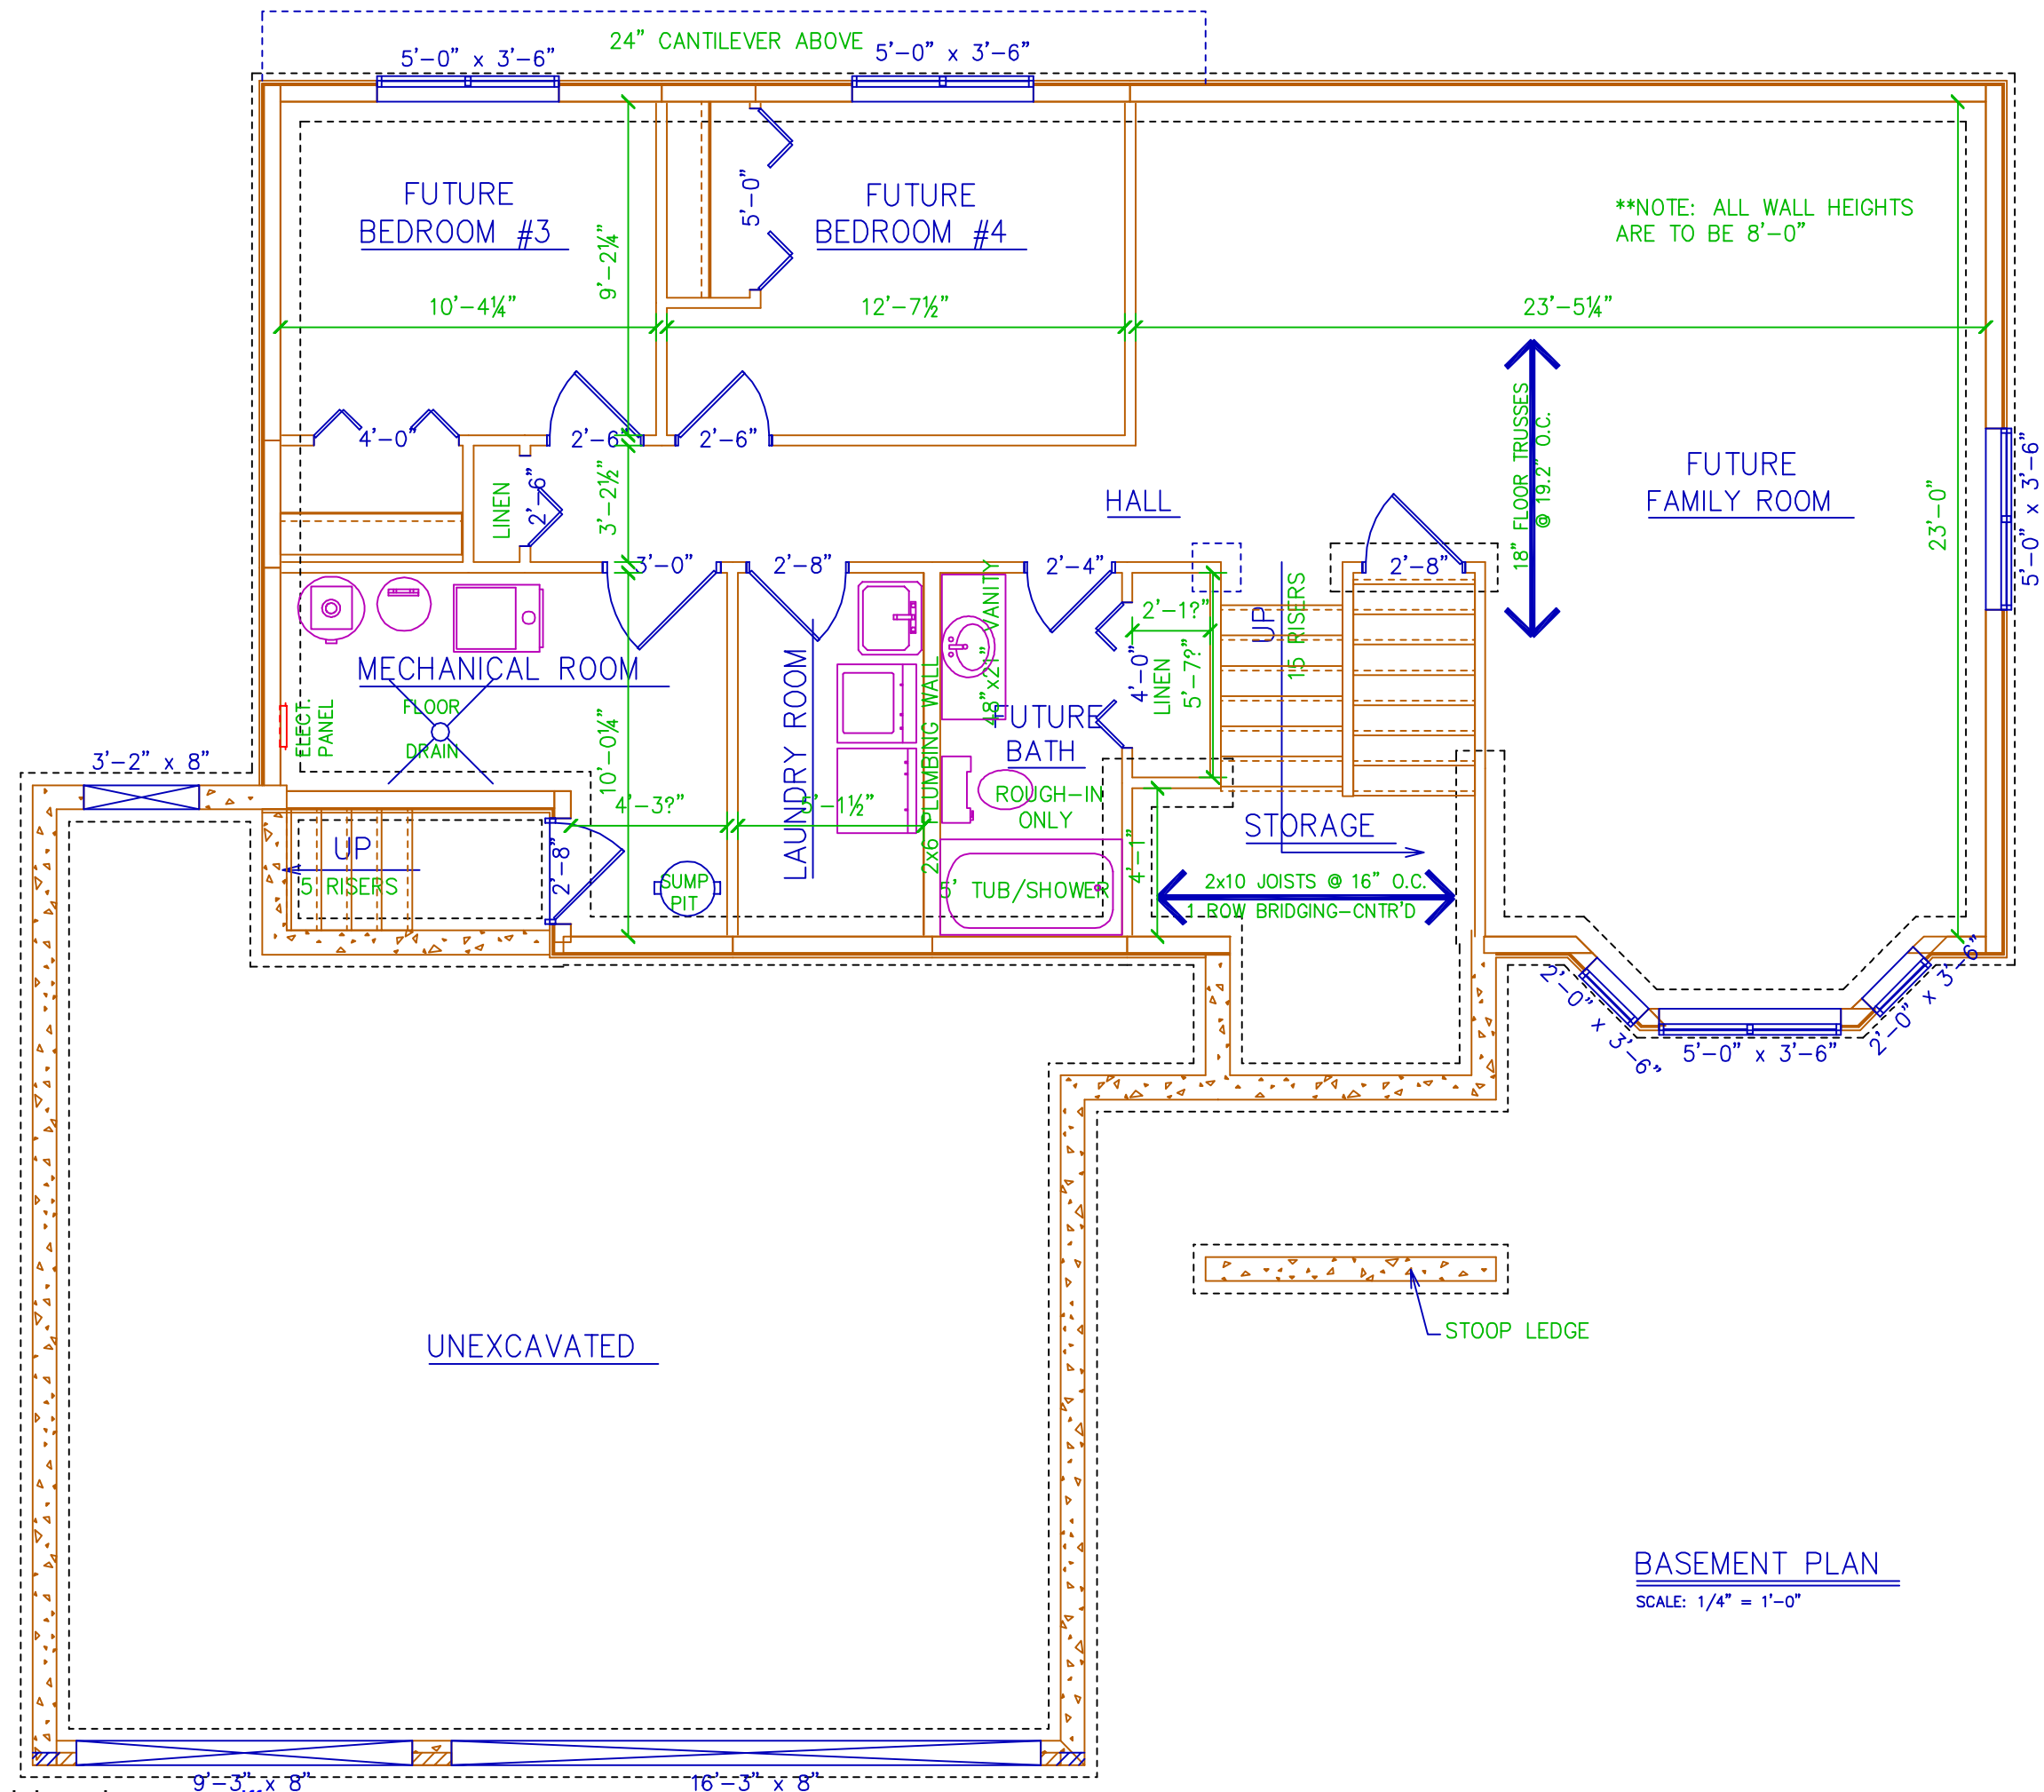 24" CANTILEVER ABOVE
5'-0" x 3'-6"
5'-0" x 3'-6"
FUTURE
BEDROOM #3
5'-0"
FUTURE
BEDROOM #4
**NOTE: ALL WALL HEIGHTS
ARE TO BE 8'-0"
9'-2¼"
10'-4¼"
12'-7½"
23'-5¼"
4'-0"
2'-6"
2'-6"
LINEN
2'-6"
3'-2½"
HALL
18" FLOOR TRUSSES
@ 19.2" O.C.
FUTURE
FAMILY ROOM
23'-0"
5'-0" x 3'-6"
3'-0"
2'-8"
2'-4"
2'-8"
48"x21" VANITY
2'-1?"
UP
15 RISERS
MECHANICAL ROOM
ELECT.
PANEL
FLOOR
DRAIN
10'-0¼"
LAUNDRY ROOM
2x6 PLUMBING WALL
FUTURE
BATH
4'-0"
LINEN
5'-7?"
3'-2" x 8"
4'-3?"
5'-1½"
ROUGH-IN
ONLY
STORAGE
UP
5 RISERS
2'-8"
SUMP
PIT
5' TUB/SHOWER
4'-1"
2x10 JOISTS @ 16" O.C.
1 ROW BRIDGING-CNTR'D
2'-0" x 3'-6"
5'-0" x 3'-6"
2'-0" x 3'-6"
STOOP LEDGE
UNEXCAVATED
BASEMENT PLAN
SCALE: 1/4" = 1'-0"
9'-3" x 8"
16'-3" x 8"